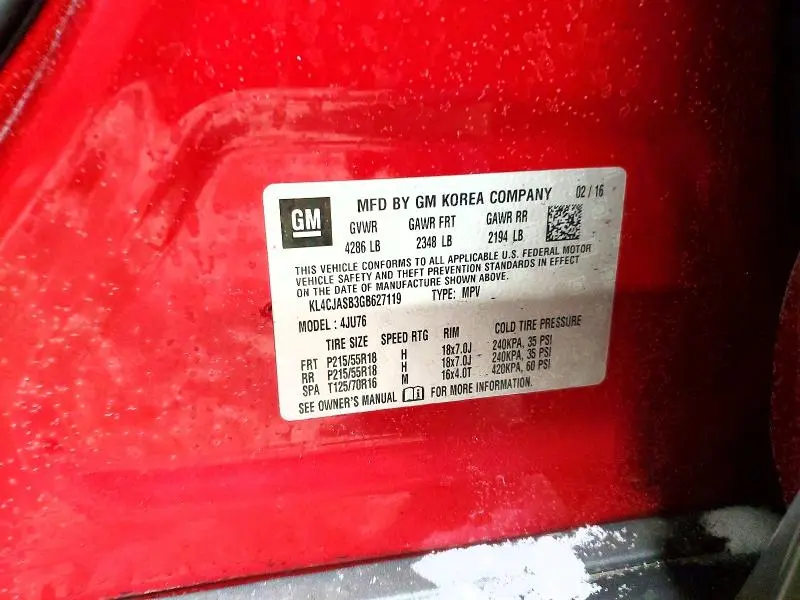 GM
MFD BY GM KOREA COMPANY 02 / 16
GVWR GAWR FRT GAWR RR
4286 LB 2348 LB 2194 LB
THIS VEHICLE CONFORMS TO ALL APPLICABLE U.S. FEDERAL MOTOR
VEHICLE SAFETY AND THEFT PREVENTION STANDARDS IN EFFECT
ON THE DATE OF MANUFACTURE SHOWN ABOVE.
KL4CJASB3GB627119 TYPE: MPV
MODEL : 4JU76
TIRE SIZE SPEED RTG RIM COLD TIRE PRESSURE
FRT P215/55R18 H 18x7.0J 240KPA, 35 PSI
RR P215/55R18 H 18x7.0J 240KPA, 35 PSI
SPA T125/70R16 M 16x4.0T 420KPA, 60 PSI
SEE OWNER'S MANUAL FOR MORE INFORMATION.